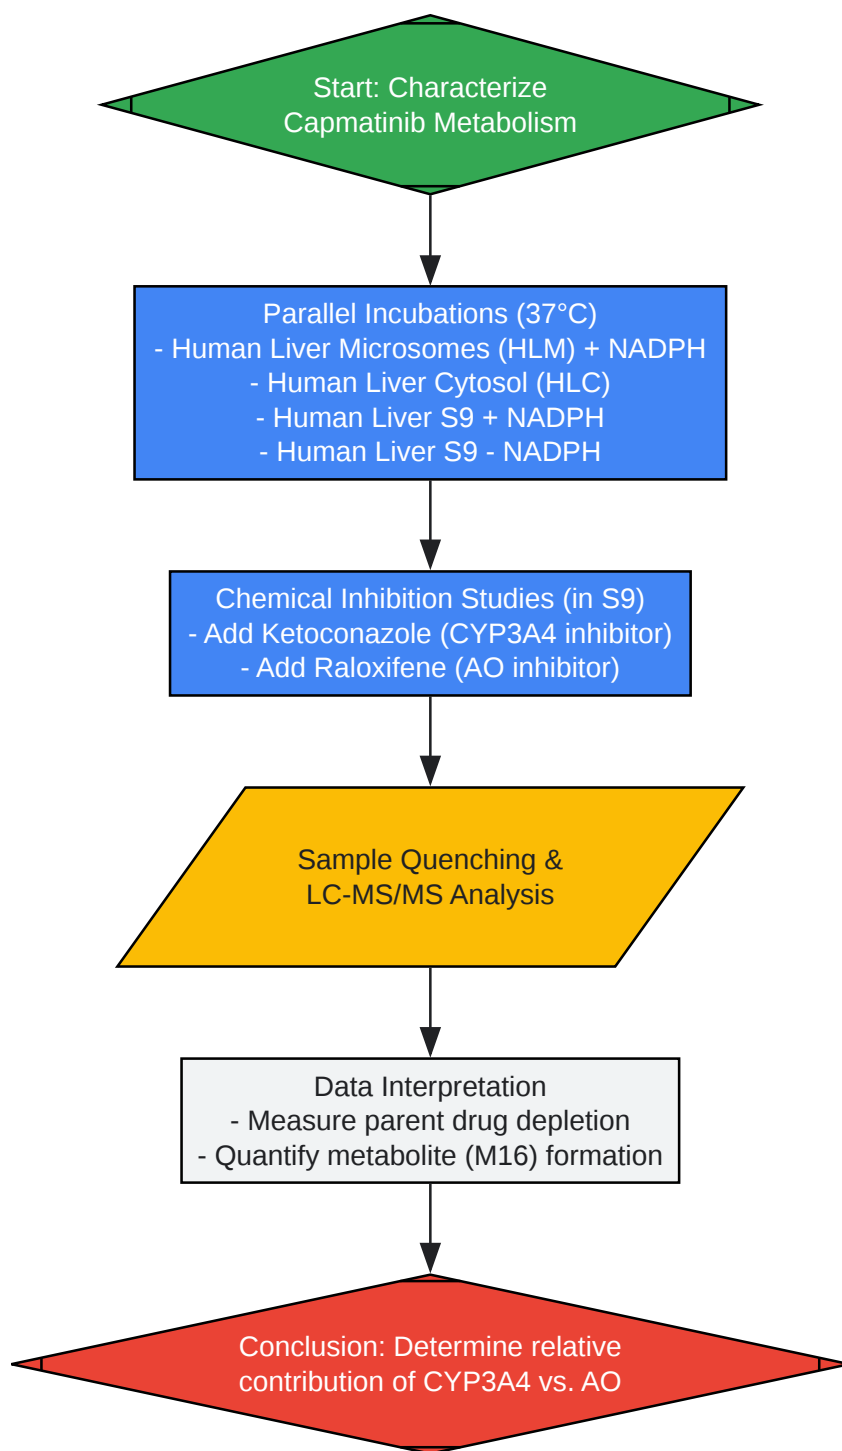 Start: Characterize
Capmatinib Metabolism
Parallel Incubations (37°C)
- Human Liver Microsomes (HLM) + NADPH
- Human Liver Cytosol (HLC)
- Human Liver S9 + NADPH
- Human Liver S9 - NADPH
Chemical Inhibition Studies (in S9)
- Add Ketoconazole (CYP3A4 inhibitor)
- Add Raloxifene (AO inhibitor)
Sample Quenching &
LC-MS/MS Analysis
Data Interpretation
- Measure parent drug depletion
- Quantify metabolite (M16) formation
Conclusion: Determine relative
contribution of CYP3A4 vs. AO